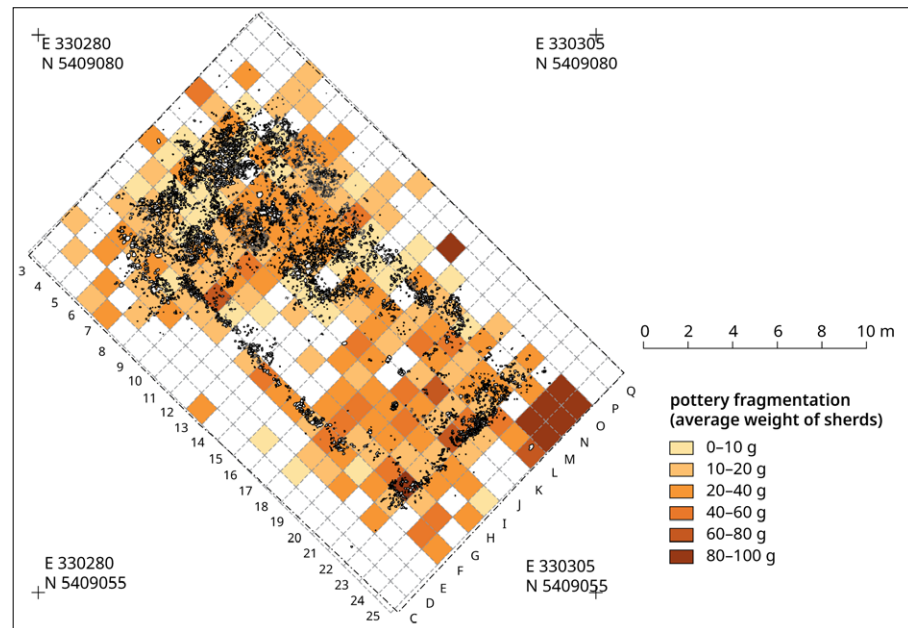 E 330280
N 5409080
E 330305
N 5409080
3
4
5
6
7
8
9
10
11
12
13
14
15
16
17
18
19
20
21
22
23
24
25
C
D
E
F
G
H
I
J
K
L
M
N
O
P
Q
0 2 4 6 8 10 m
pottery fragmentation
(average weight of sherds)
0–10 g
10–20 g
20–40 g
40–60 g
60–80 g
80–100 g
E 330280
N 5409055
E 330305
N 5409055